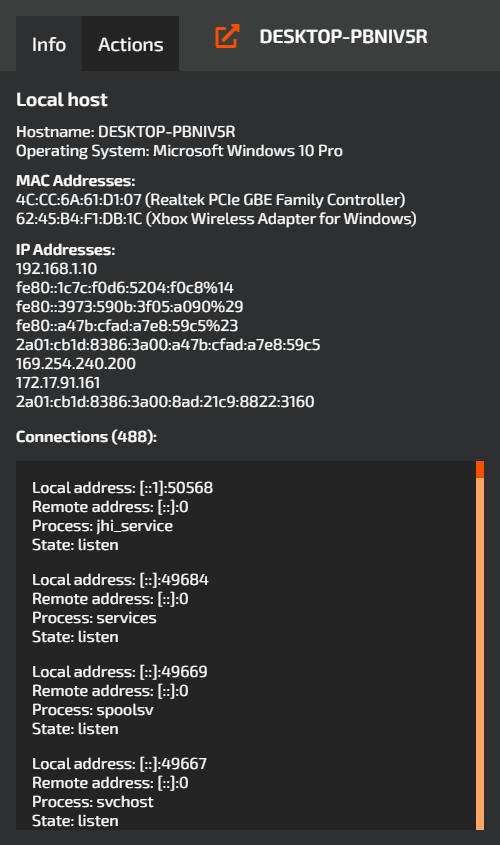 Info
Actions
DESKTOP-PBNIV5R
Local host
Hostname: DESKTOP-PBNIV5R
Operating System: Microsoft Windows 10 Pro
MAC Addresses:
4C:CC:6A:61:D1:07 (Realtek PCIe GBE Family Controller)
62:45:B4:F1:DB:1C (Xbox Wireless Adapter for Windows)
IP Addresses:
192.168.1.10
fe80::1c7c:f0d6:5204:f0c8%14
fe80::3973:590b:3f05:a090%29
fe80::a47b:cfad:a7e8:59c5%23
2a01:cb1d:8386:3a00:a47b:cfad:a7e8:59c5
169.254.240.200
172.17.91.161
2a01:cb1d:8386:3a00:8ad:21c9:8822:3160
Connections (488):
Local address: [::1]:50568
Remote address: [::]:0
Process: jhi_service
State: listen
Local address: [::]:49684
Remote address: [::]:0
Process: services
State: listen
Local address: [::]:49669
Remote address: [::]:0
Process: spoolsv
State: listen
Local address: [::]:49667
Remote address: [::]:0
Process: svchost
State: listen